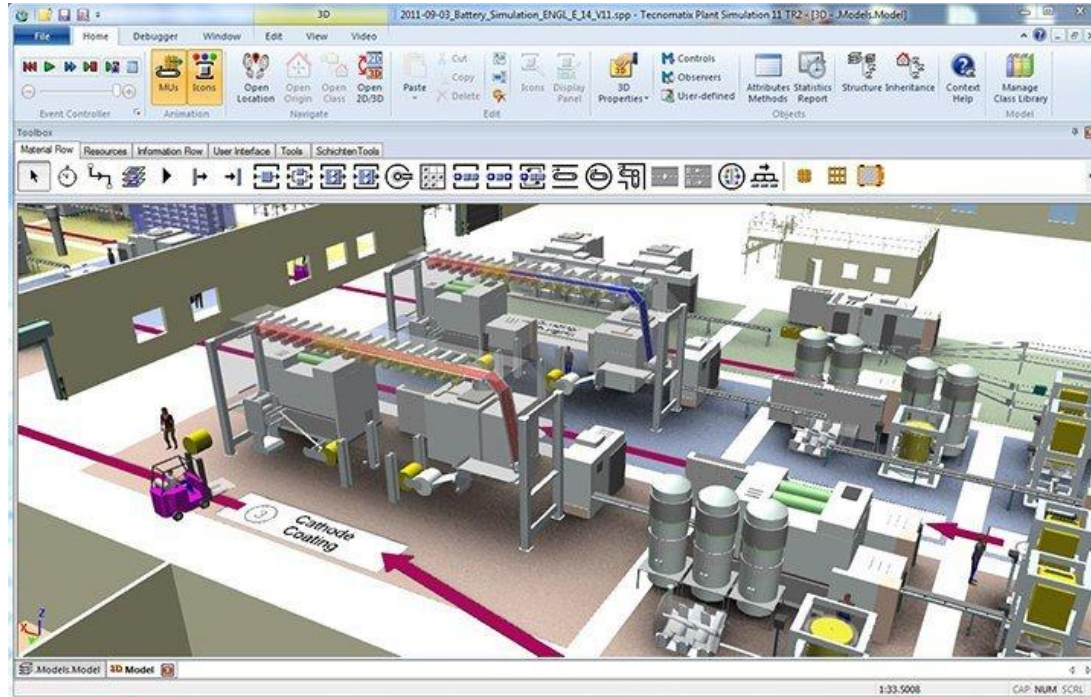 3D
2011-09-03_Battery_Simulation_ENGL_E_14_V11.spp - Tecnomatix Plant Simulation 11 TR2 - [3D - .Models.Model]
File Home Debugger Window Edit View Video
MUs Icons Open Location Open Origin Open Class Open 2D/3D Paste Cut Copy Delete Icons Display Panel 3D Properties Controls Observers User-defined Attributes Methods Statistics Report Structure Inheritance Context Help Manage Class Library
Event Controller Animation Navigate Edit Objects Model
Toolbox
Material Flow Resources Information Flow User Interface Tools SchichtenTools
3 Cathode
Coating
Z
X
Y
.Models.Model 3D Model
1:33.5008 CAP NUM SCRL